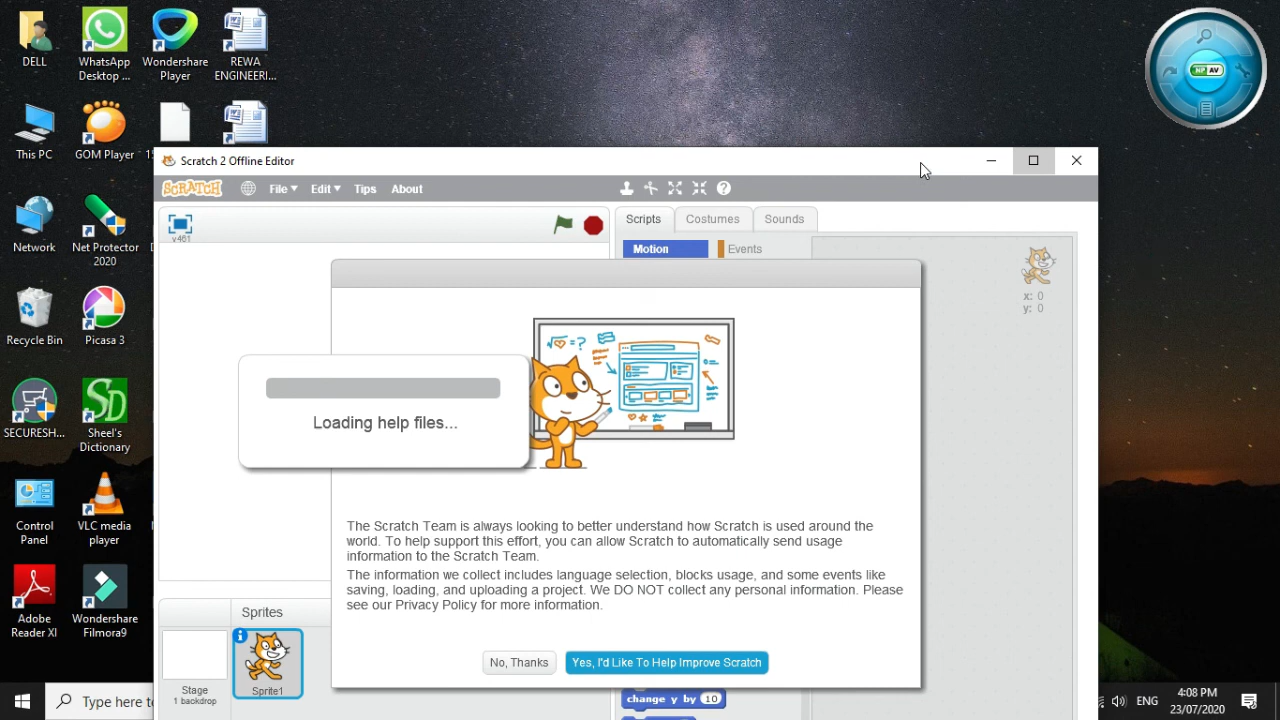 DELL
WhatsApp
Desktop ...
Wondershare
Player
REWA
ENGINEERI...
This PC
GOM Player
Network
Net Protector
2020
Recycle Bin
Picasa 3
SECURESH...
Sheel's
Dictionary
Control
Panel
VLC media
player
Adobe
Reader XI
Wondershare
Filmora9
NP AV
Scratch 2 Offline Editor
SCRATCH
File
Edit
Tips
About
v461
Scripts
Costumes
Sounds
Motion
Events
x: 0
y: 0
Loading help files...
The Scratch Team is always looking to better understand how Scratch is used around the
world. To help support this effort, you can allow Scratch to automatically send usage
information to the Scratch Team.
The information we collect includes language selection, blocks usage, and some events like
saving, loading, and uploading a project. We DO NOT collect any personal information. Please
see our Privacy Policy for more information.
No, Thanks
Yes, I'd Like To Help Improve Scratch
Sprites
Stage
1 backdrop
Sprite1
change y by 10
Type here t
ENG
4:08 PM
23/07/2020